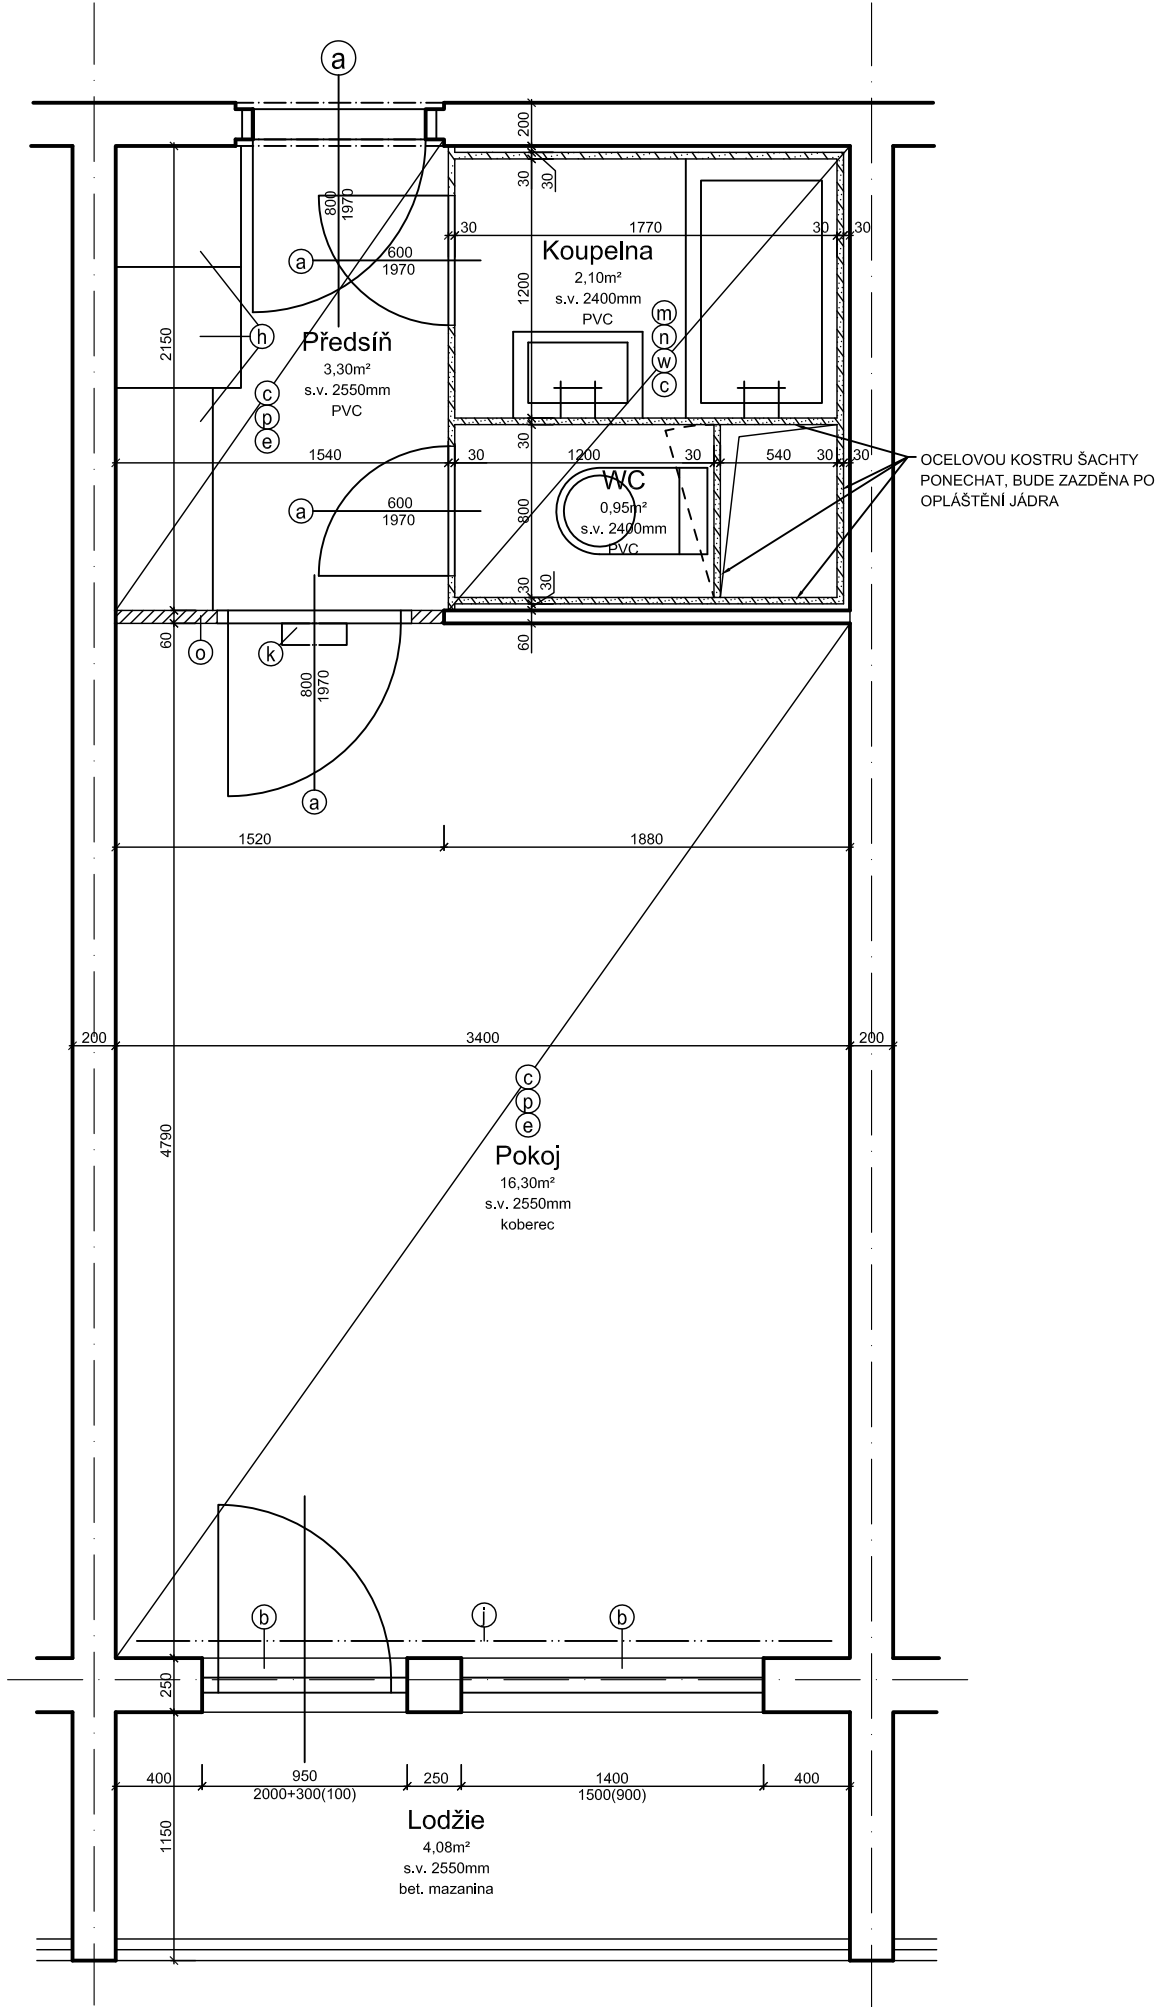 a
200
30
30
800
1970
30
1770
30
30
a
600
1970
Koupelna
2,10m²
s.v. 2400mm
PVC
1200
m
n
w
c
h
2150
Předsíň
3,30m²
s.v. 2550mm
PVC
c
p
e
30
1540
30
1200
30
540
30
30
OCELOVOU KOSTRU ŠACHTY
PONECHAT, BUDE ZAZDĚNA PO
OPLÁŠTĚNÍ JÁDRA
WC
0,95m²
s.v. 2400mm
PVC
800
a
600
1970
30
30
60
60
o
k
800
1970
a
1520
1880
200
3400
200
c
p
e
4790
Pokoj
16,30m²
s.v. 2550mm
koberec
b
j
b
250
400
950
2000+300(100)
250
1400
1500(900)
400
1150
Lodžie
4,08m²
s.v. 2550mm
bet. mazanina